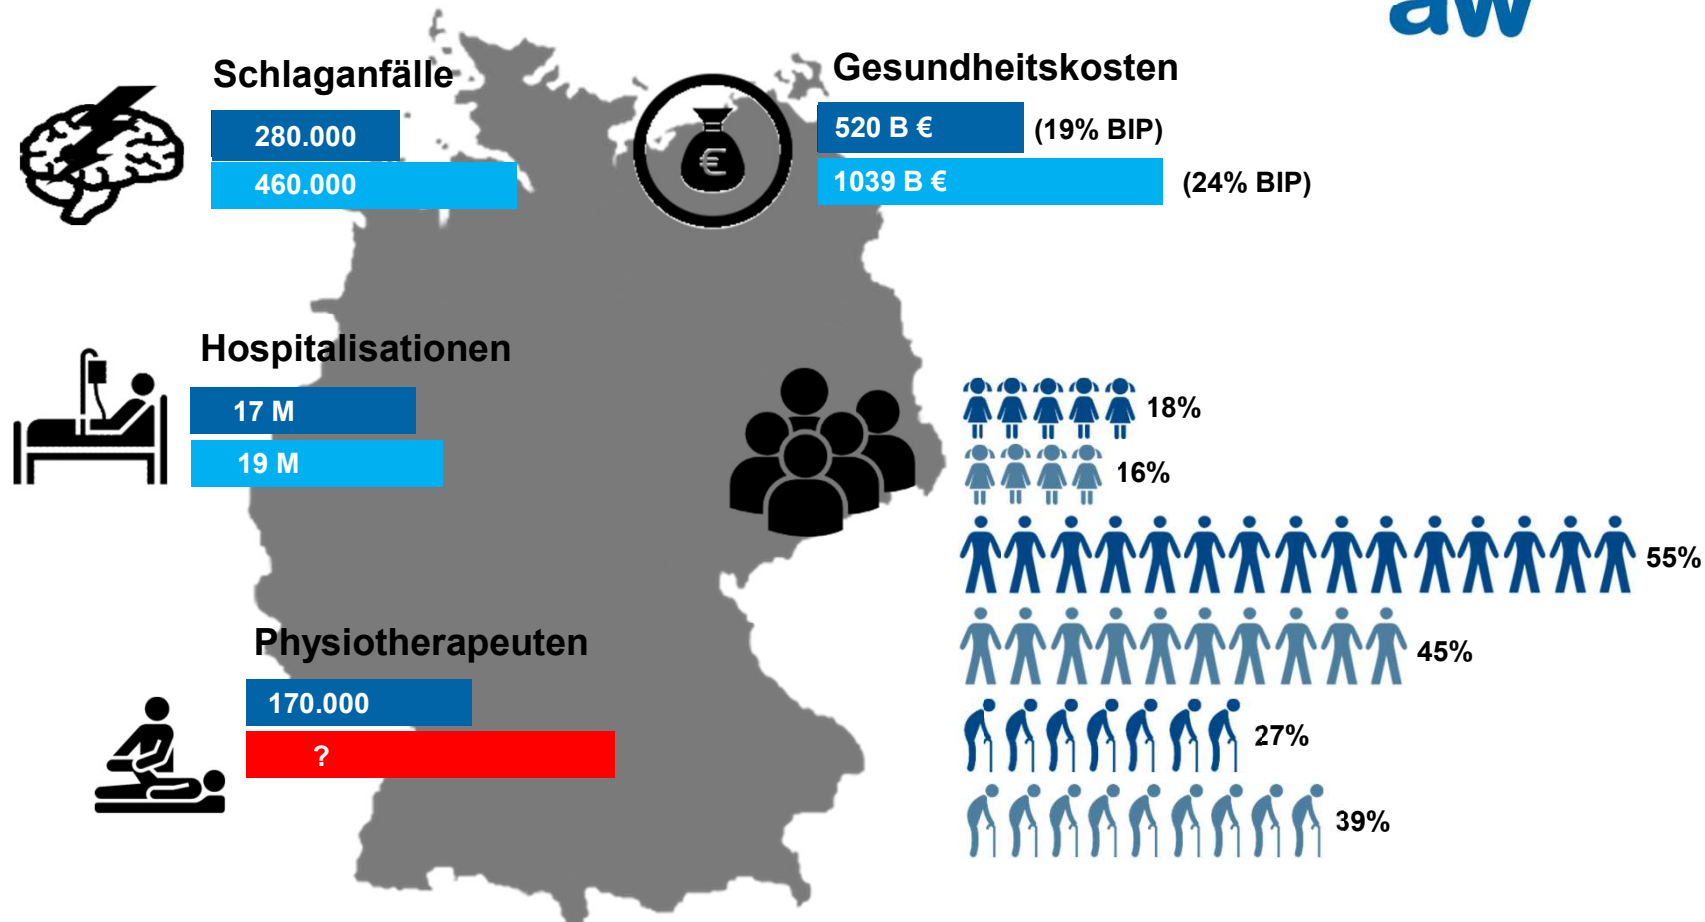 aw
Schlaganfälle
280.000
460.000
Gesundheitskosten
520 B € (19% BIP)
1039 B € (24% BIP)
Hospitalisationen
17 M
19 M
18%
16%
55%
45%
27%
39%
Physiotherapeuten
170.000
?